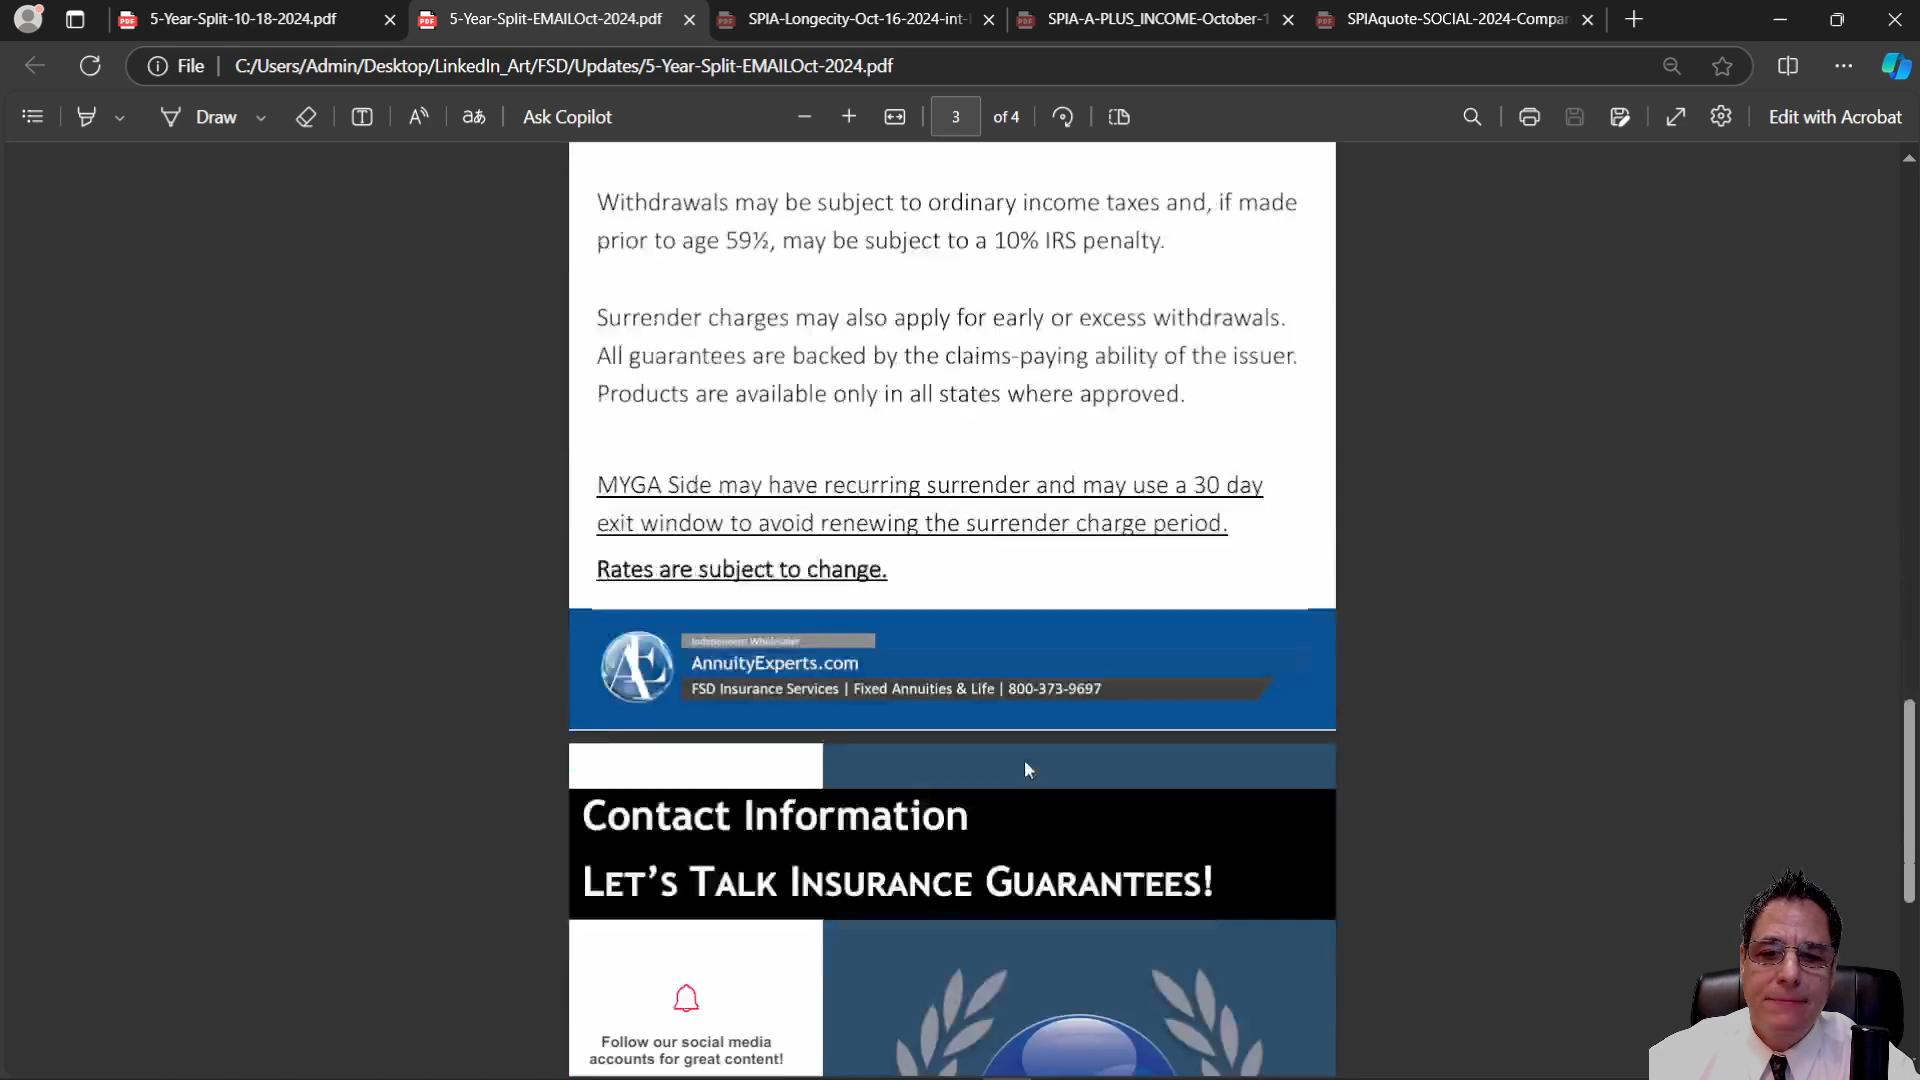 5-Year-Split-10-18-2024.pdf
5-Year-Split-EMAILOct-2024.pdf
SPIA-Longecity-Oct-16-2024-int-
SPIA-A-PLUS_INCOME-October-1
SPIAquote-SOCIAL-2024-Compar
File
C:/Users/Admin/Desktop/LinkedIn_Art/FSD/Updates/5-Year-Split-EMAILOct-2024.pdf
Draw
aあ
Ask Copilot
3 of 4
Edit with Acrobat
Withdrawals may be subject to ordinary income taxes and, if made
prior to age 59½, may be subject to a 10% IRS penalty.
Surrender charges may also apply for early or excess withdrawals.
All guarantees are backed by the claims-paying ability of the issuer.
Products are available only in all states where approved.
MYGA Side may have recurring surrender and may use a 30 day
exit window to avoid renewing the surrender charge period.
Rates are subject to change.
AE
Independent Wholesaler
AnnuityExperts.com
FSD Insurance Services | Fixed Annuities & Life | 800-373-9697
Contact Information
LET'S TALK INSURANCE GUARANTEES!
Follow our social media
accounts for great content!